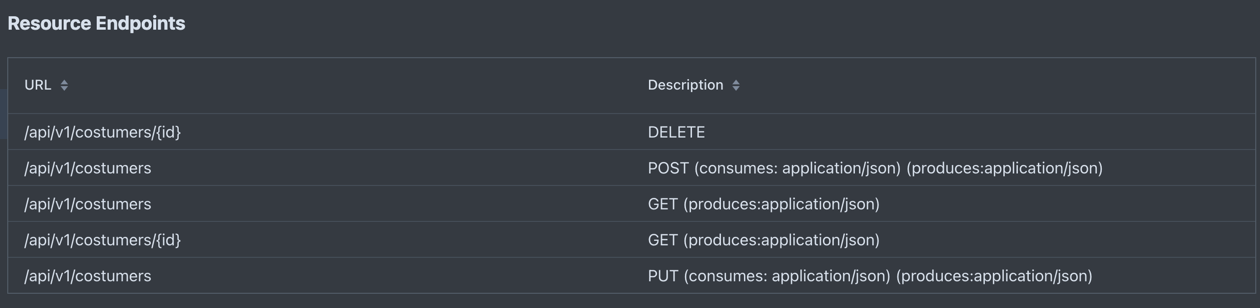 Resource Endpoints
URL Description
/api/v1/costumers/{id} DELETE
/api/v1/costumers POST (consumes: application/json) (produces:application/json)
/api/v1/costumers GET (produces:application/json)
/api/v1/costumers/{id} GET (produces:application/json)
/api/v1/costumers PUT (consumes: application/json) (produces:application/json)